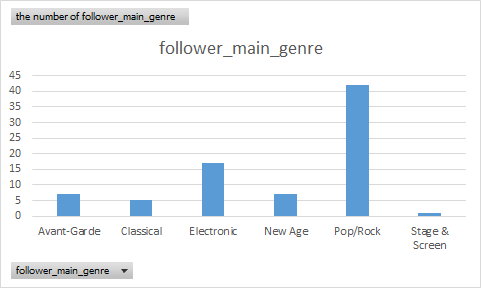 the number of follower_main_genre
follower_main_genre
45
40
35
30
25
20
15
10
5
0
Avant-Garde Classical Electronic New Age Pop/Rock Stage &
Screen
follower_main_genre